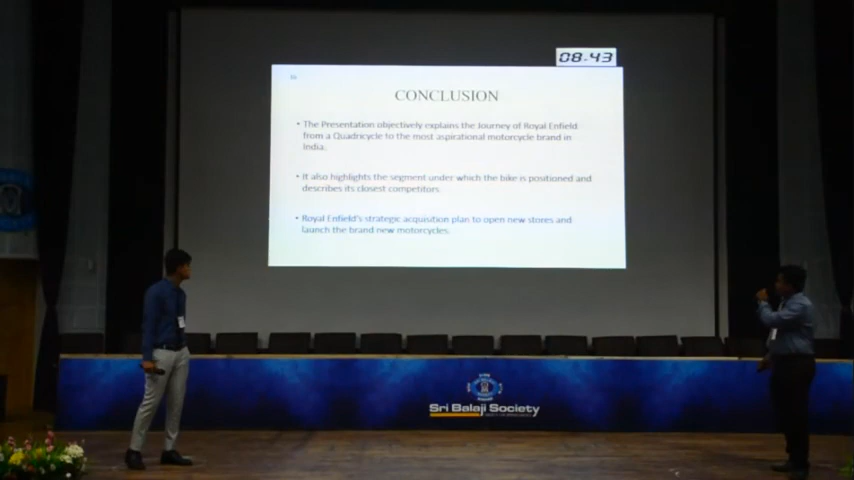 08:43
CONCLUSION
• The Presentation objectively explains the Journey of Royal Enfield
from a Quadricycle to the most aspirational motorcycle brand in
India.
• It also highlights the segment under which the bike is positioned and
describes its closest competitors.
• Royal Enfield's strategic acquisition plan to open new stores and
launch the brand new motorcycles.
Sri Balaji Society